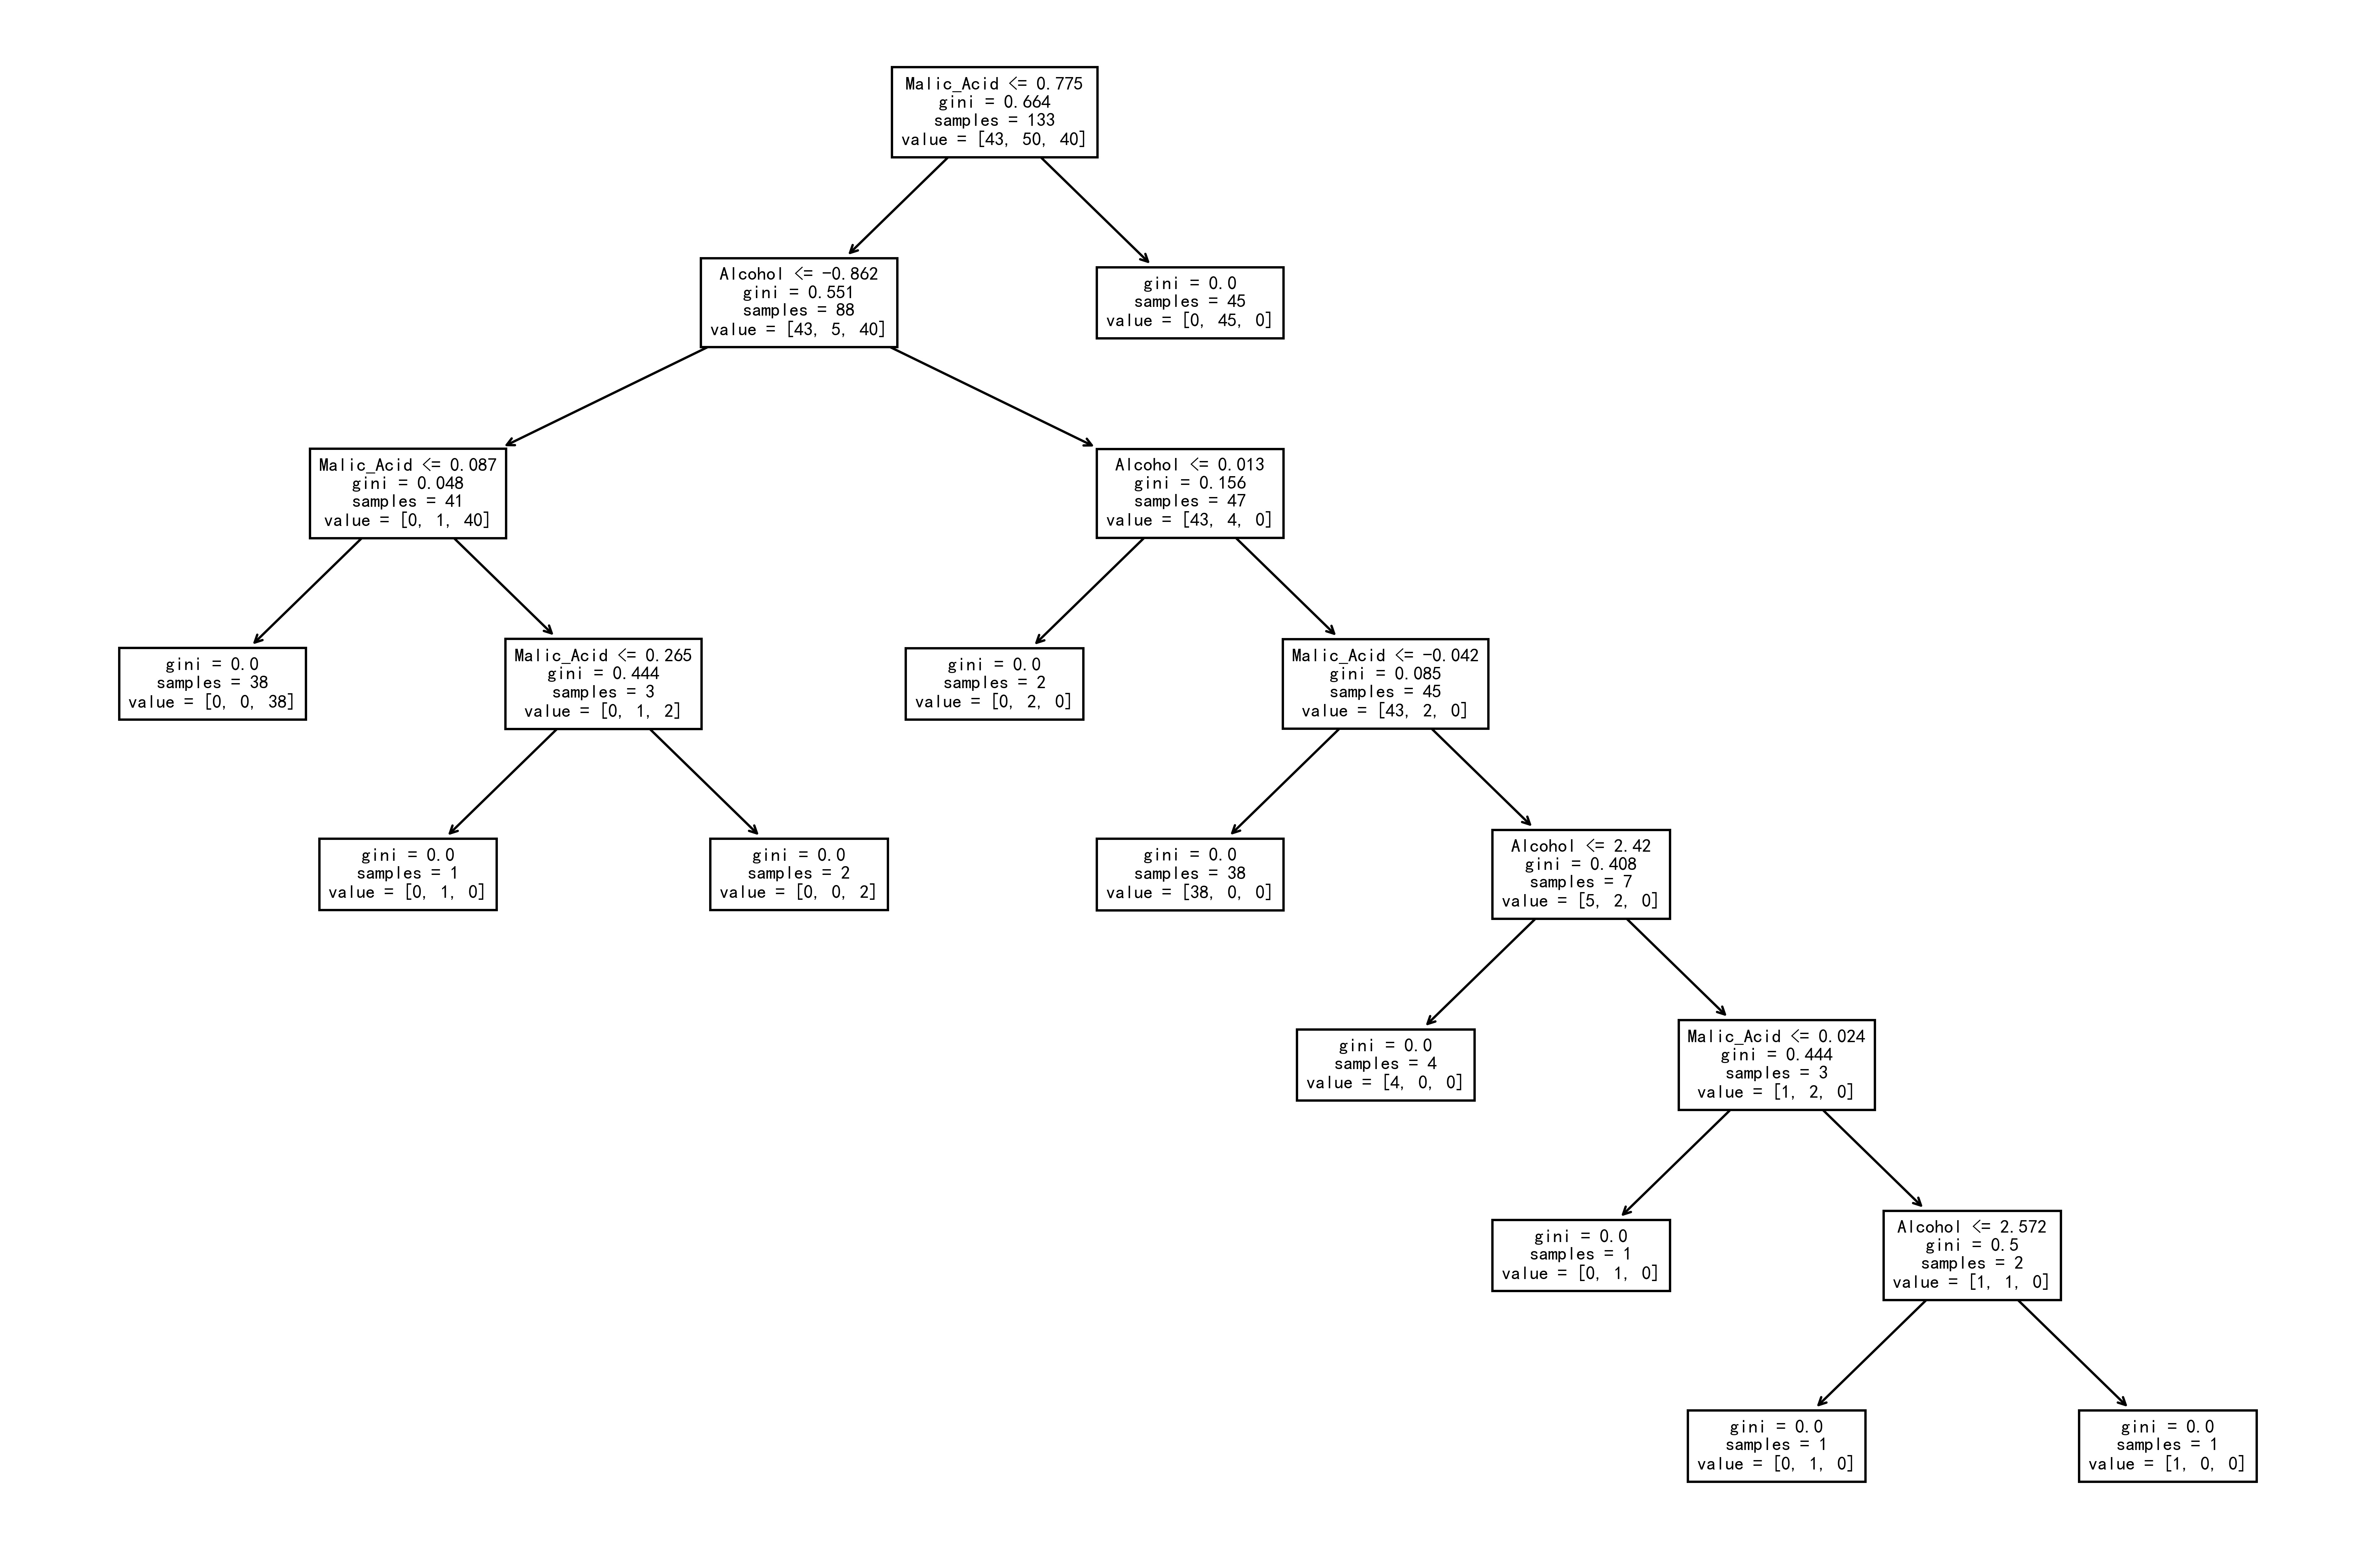 Malic_Acid <= 0.775
gini = 0.664
samples = 133
value = [43, 50, 40]
Alcohol <= -0.862
gini = 0.551
samples = 88
value = [43, 5, 40]
gini = 0.0
samples = 45
value = [0, 45, 0]
Malic_Acid <= 0.087
gini = 0.048
samples = 41
value = [0, 1, 40]
Alcohol <= 0.013
gini = 0.156
samples = 47
value = [43, 4, 0]
gini = 0.0
samples = 38
value = [0, 0, 38]
Malic_Acid <= 0.265
gini = 0.444
samples = 3
value = [0, 1, 2]
gini = 0.0
samples = 2
value = [0, 2, 0]
Malic_Acid <= -0.042
gini = 0.085
samples = 45
value = [43, 2, 0]
gini = 0.0
samples = 1
value = [0, 1, 0]
gini = 0.0
samples = 2
value = [0, 0, 2]
gini = 0.0
samples = 38
value = [38, 0, 0]
Alcohol <= 2.42
gini = 0.408
samples = 7
value = [5, 2, 0]
gini = 0.0
samples = 4
value = [4, 0, 0]
Malic_Acid <= 0.024
gini = 0.444
samples = 3
value = [1, 2, 0]
gini = 0.0
samples = 1
value = [0, 1, 0]
Alcohol <= 2.572
gini = 0.5
samples = 2
value = [1, 1, 0]
gini = 0.0
samples = 1
value = [0, 1, 0]
gini = 0.0
samples = 1
value = [1, 0, 0]